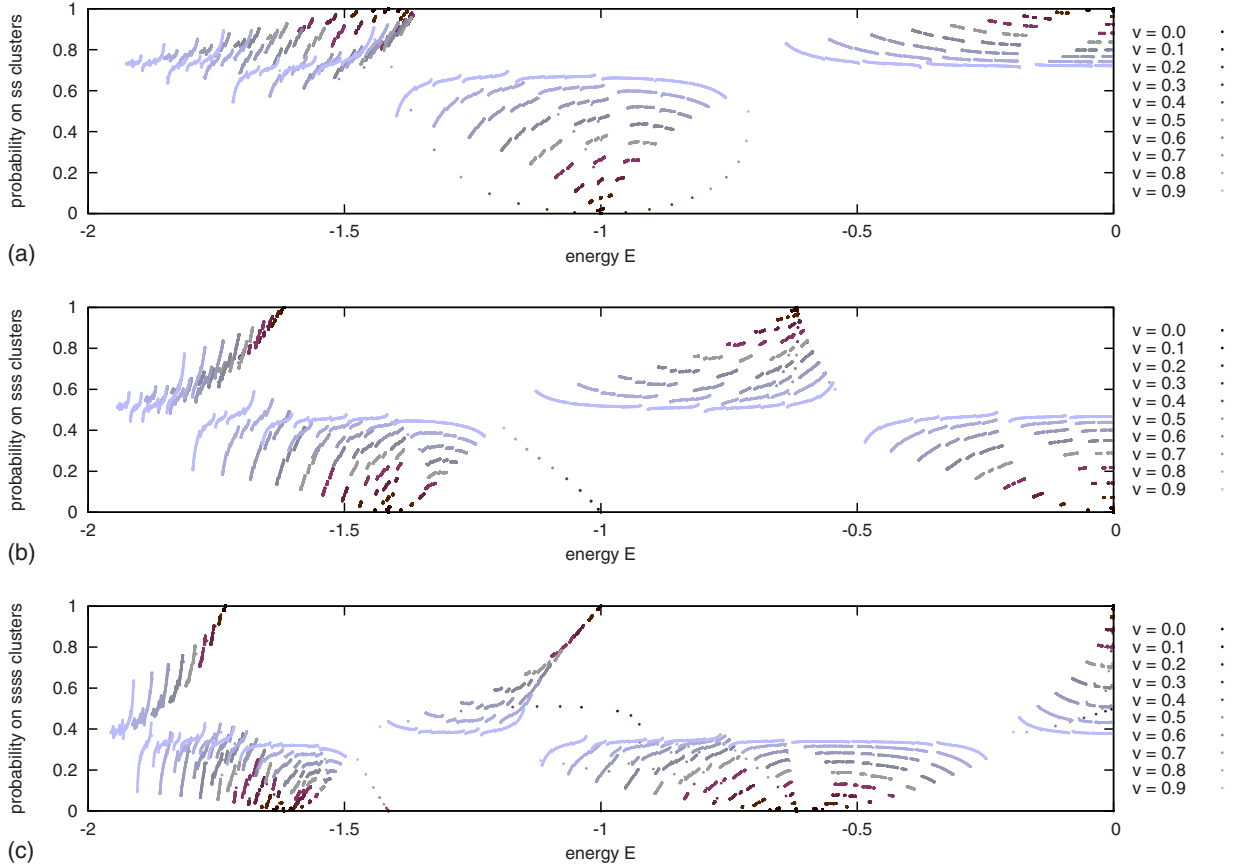 1
0.8
0.6
0.4
0.2
0
probability on ss clusters
-2
-1.5
-1
-0.5
0
energy E
(a)
v = 0.0
v = 0.1
v = 0.2
v = 0.3
v = 0.4
v = 0.5
v = 0.6
v = 0.7
v = 0.8
v = 0.9
1
0.8
0.6
0.4
0.2
0
probability on sss clusters
-2
-1.5
-1
-0.5
0
energy E
(b)
v = 0.0
v = 0.1
v = 0.2
v = 0.3
v = 0.4
v = 0.5
v = 0.6
v = 0.7
v = 0.8
v = 0.9
1
0.8
0.6
0.4
0.2
0
probability on ssss clusters
-2
-1.5
-1
-0.5
0
energy E
(c)
v = 0.0
v = 0.1
v = 0.2
v = 0.3
v = 0.4
v = 0.5
v = 0.6
v = 0.7
v = 0.8
v = 0.9